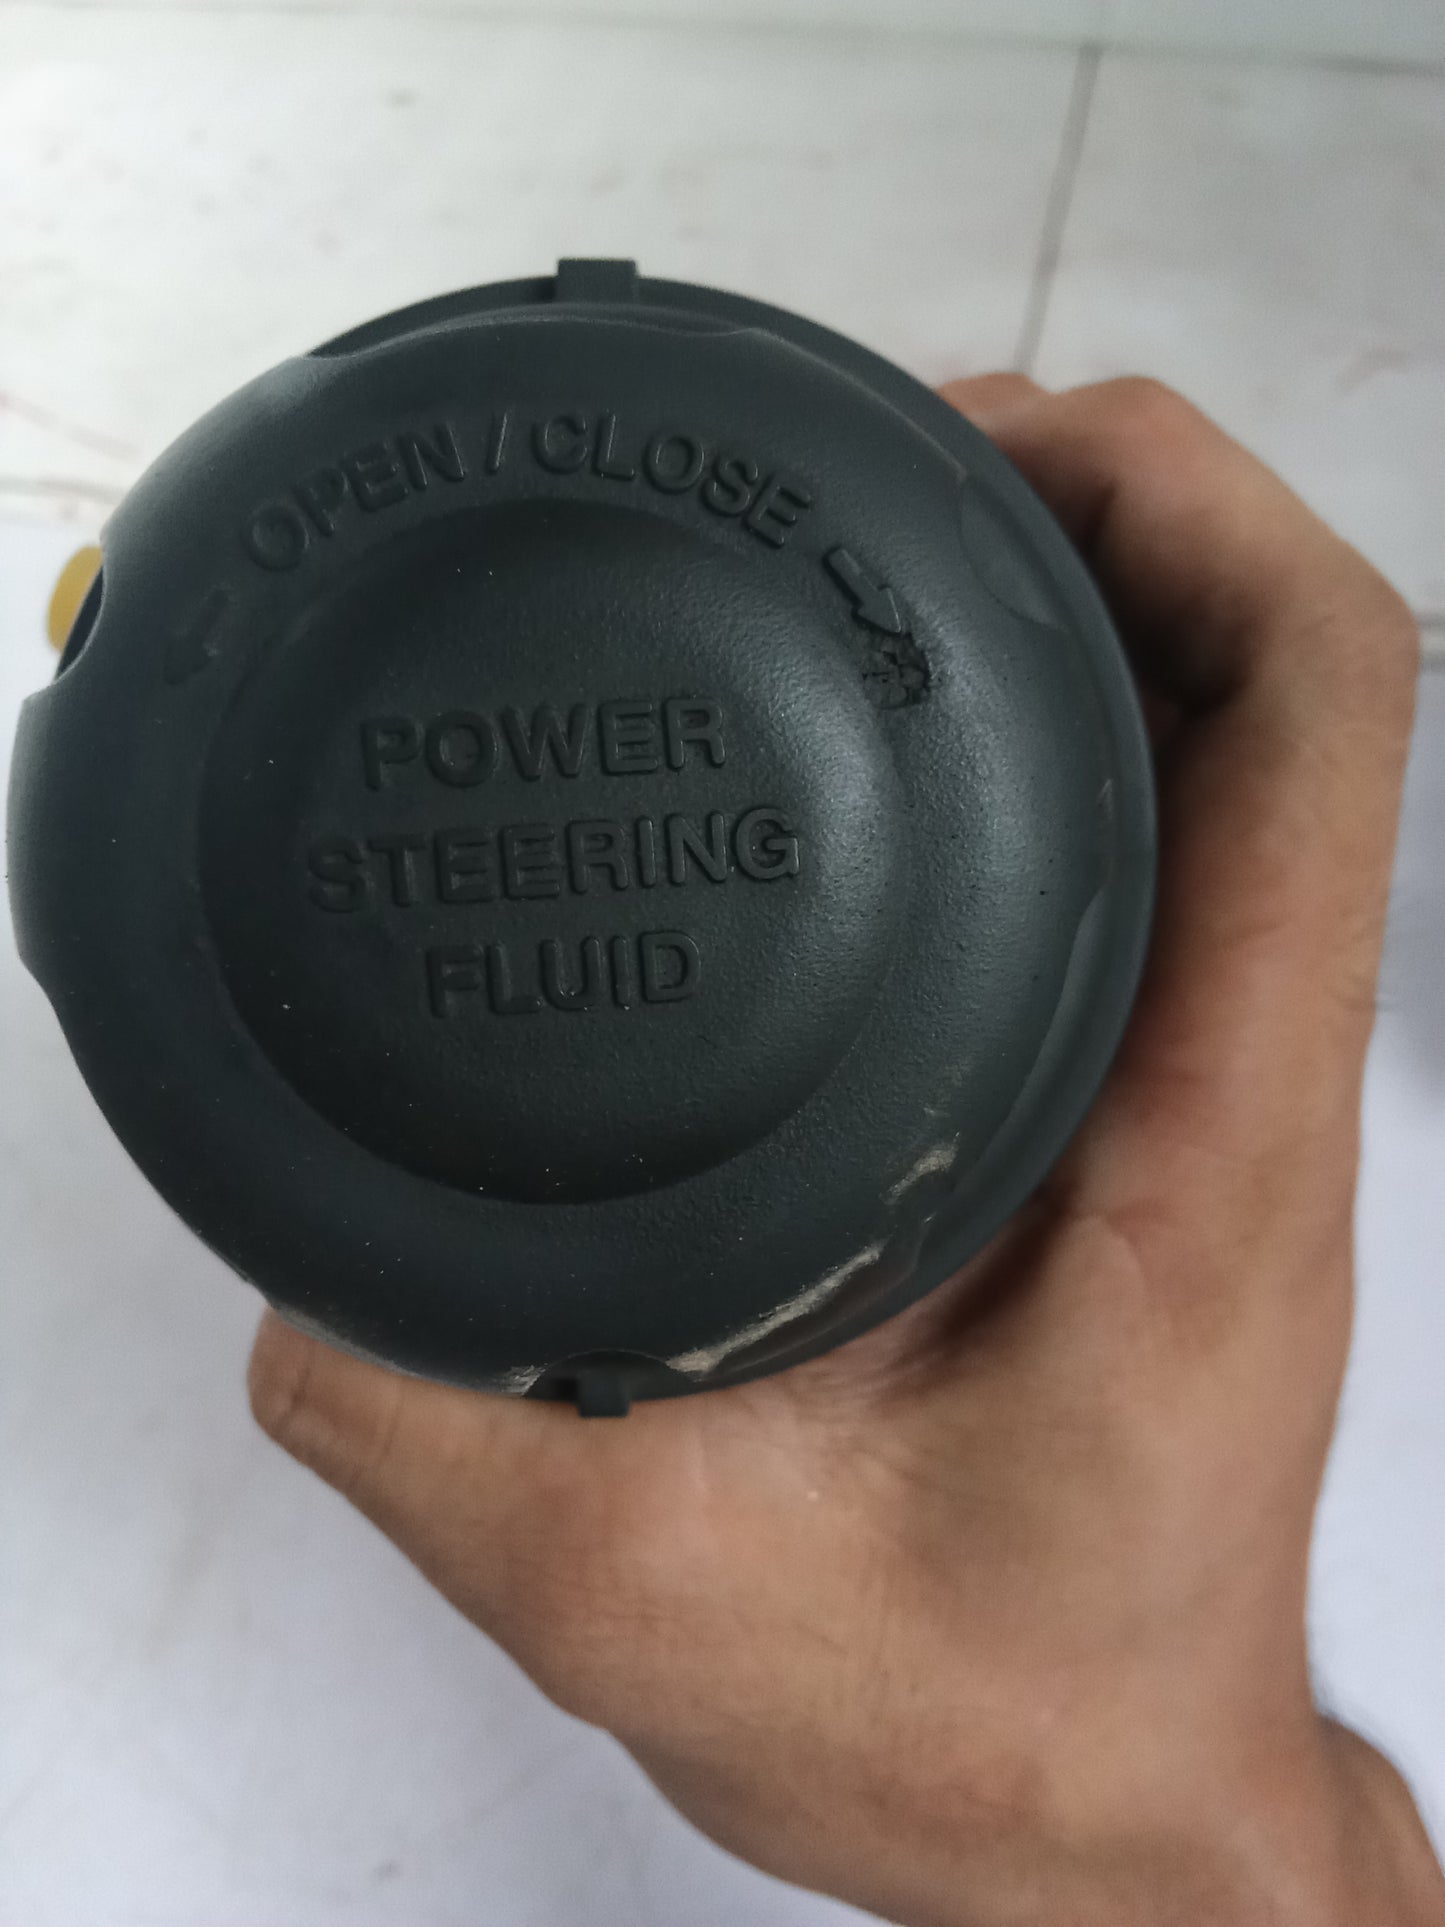 OPEN / CLOSE
POWER
STEERING
FLUID